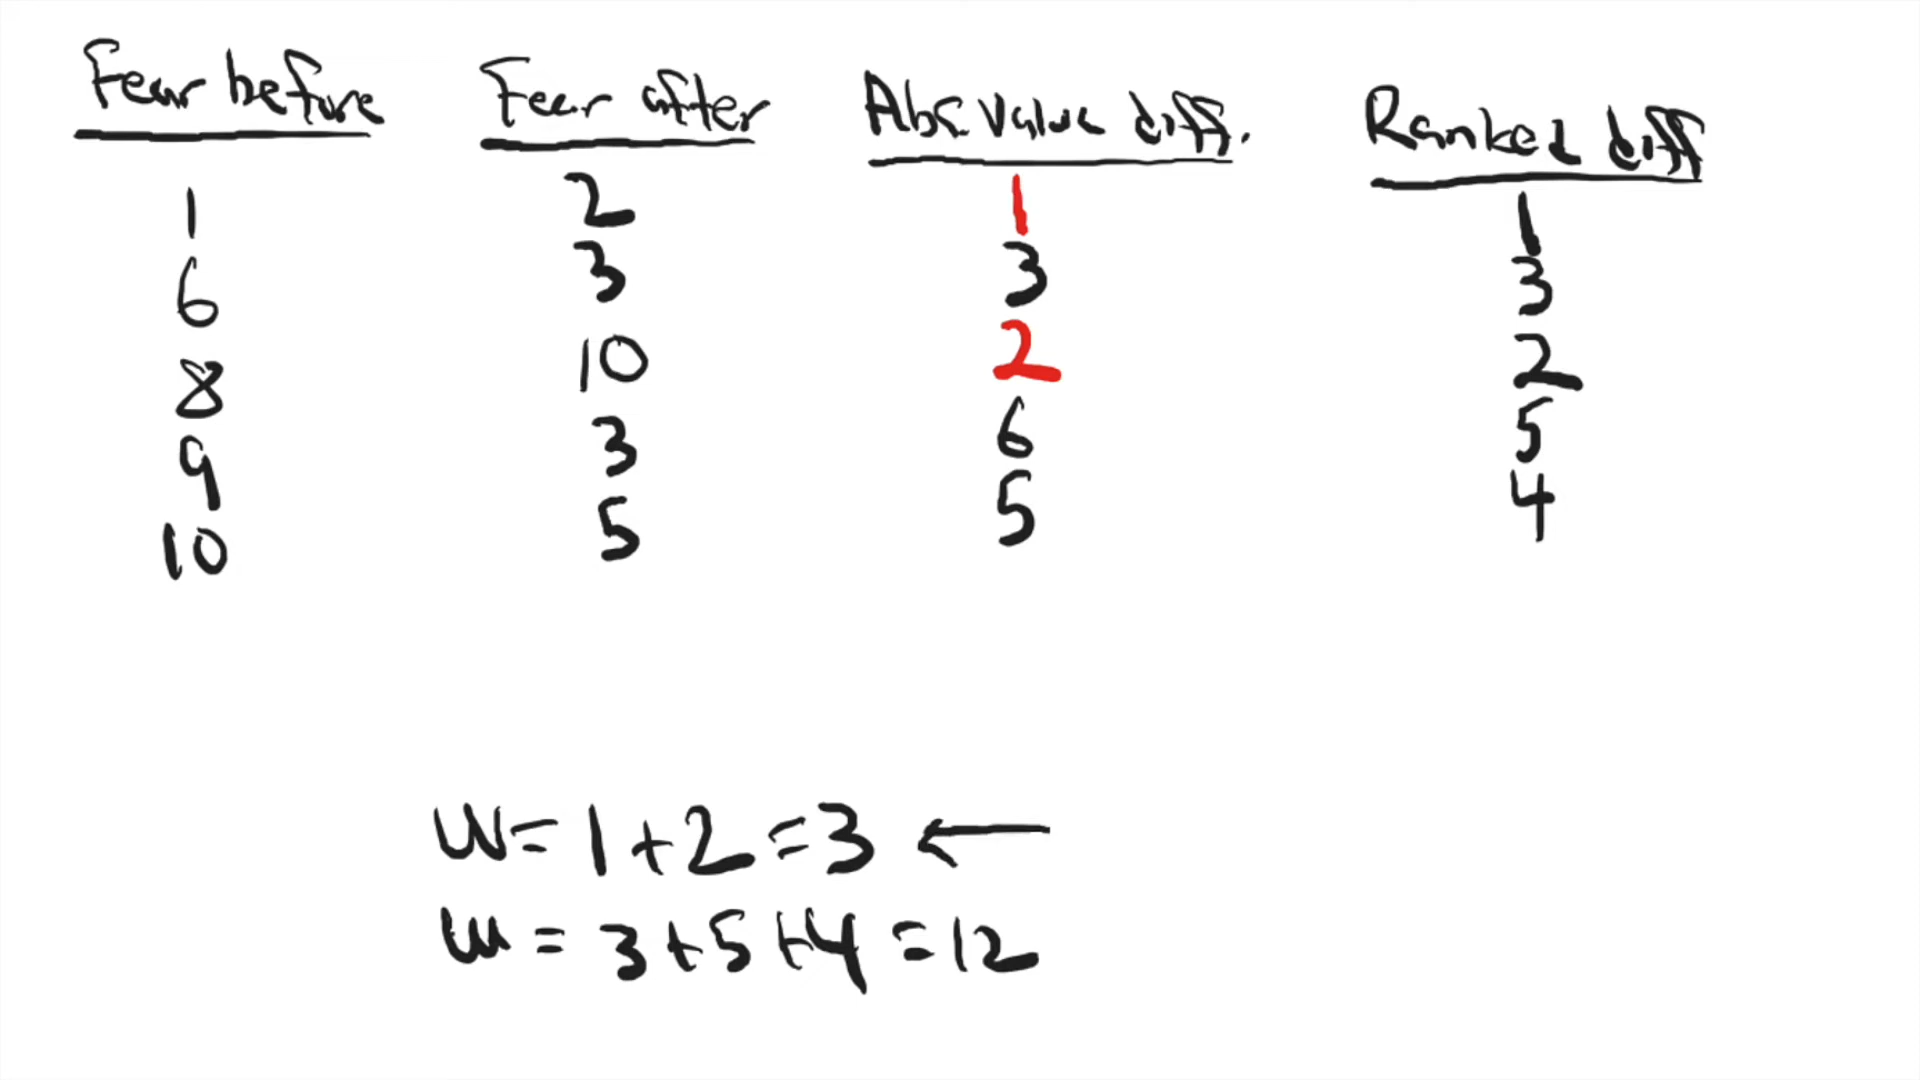 Fear before Fear after Abs. Value diff. Ranked diff
1 2 1 1
6 3 3 3
8 10 2 2
9 3 6 5
10 5 5 4
W = 1 + 2 = 3 ←
W = 3 + 5 + 4 = 12